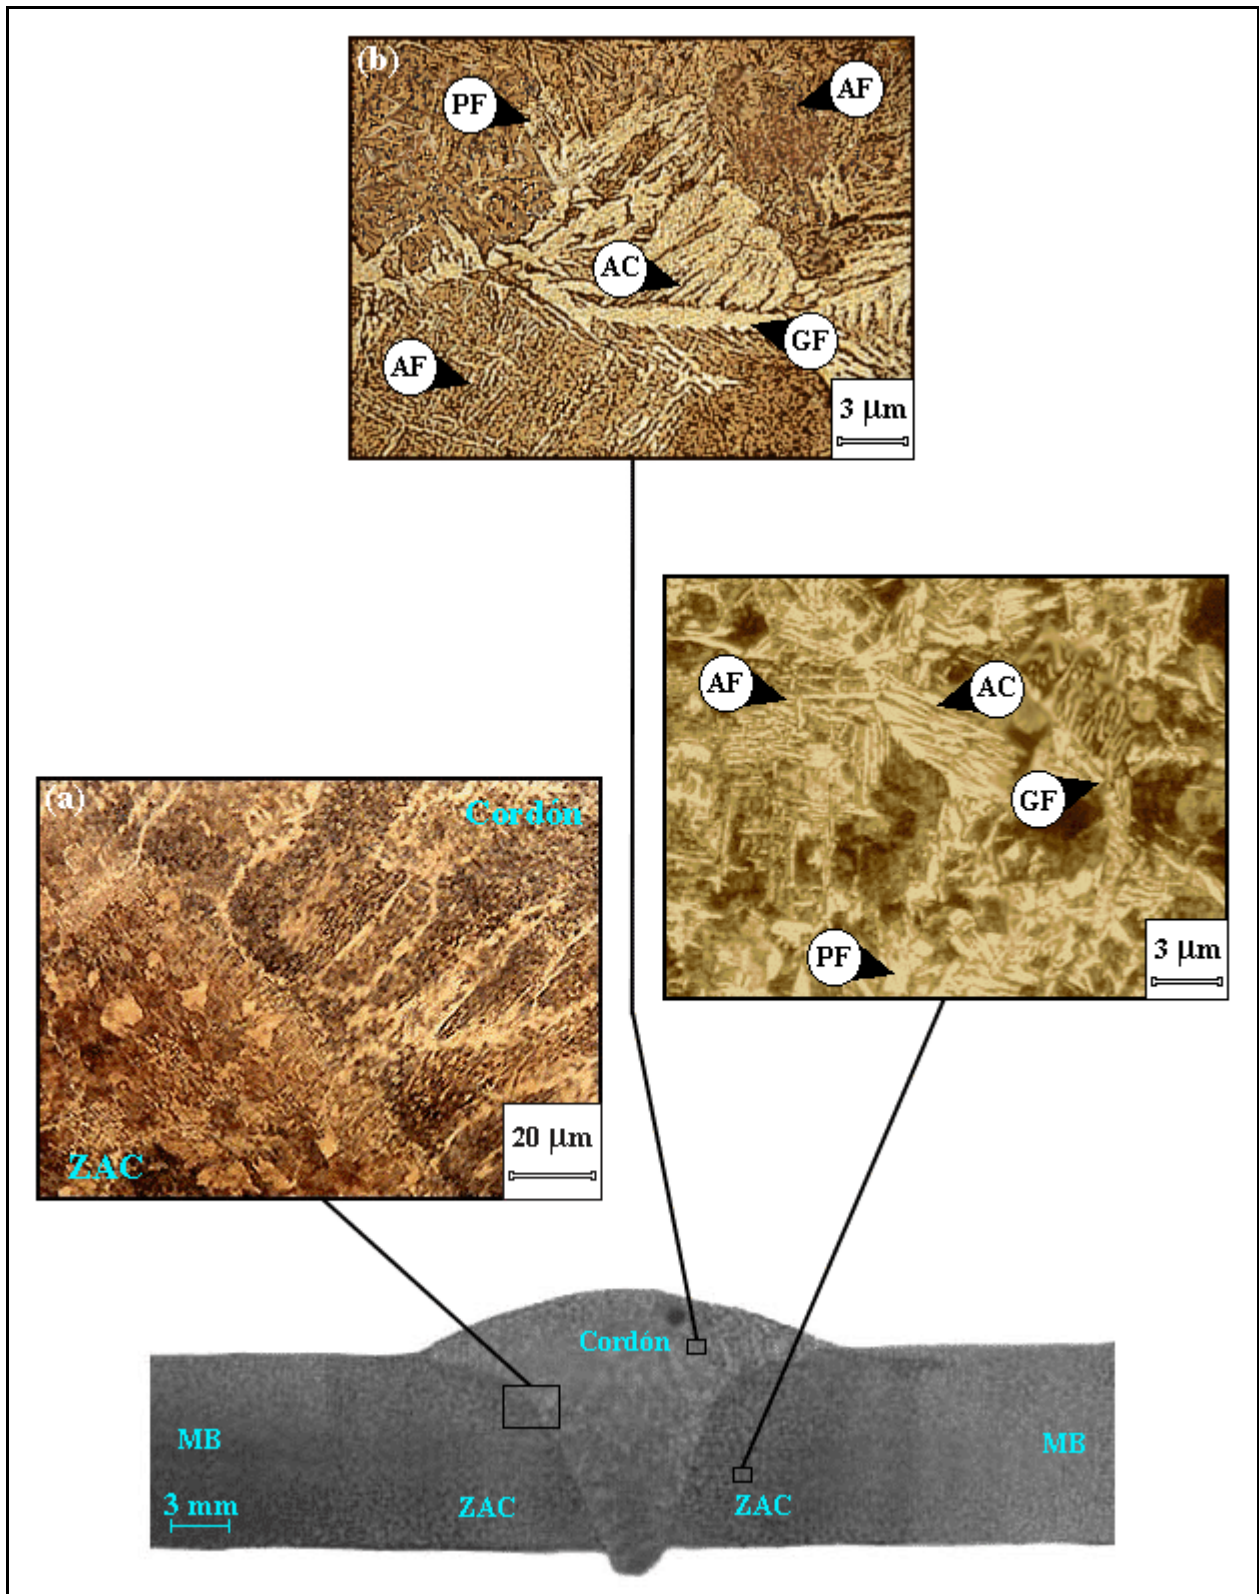 (b)
PF
AF
AC
GF
AF
3 μm
AF
AC
GF
PF
3 μm
(a)
Cordón
ZAC
20 μm
Cordón
MB
MB
ZAC
ZAC
3 mm